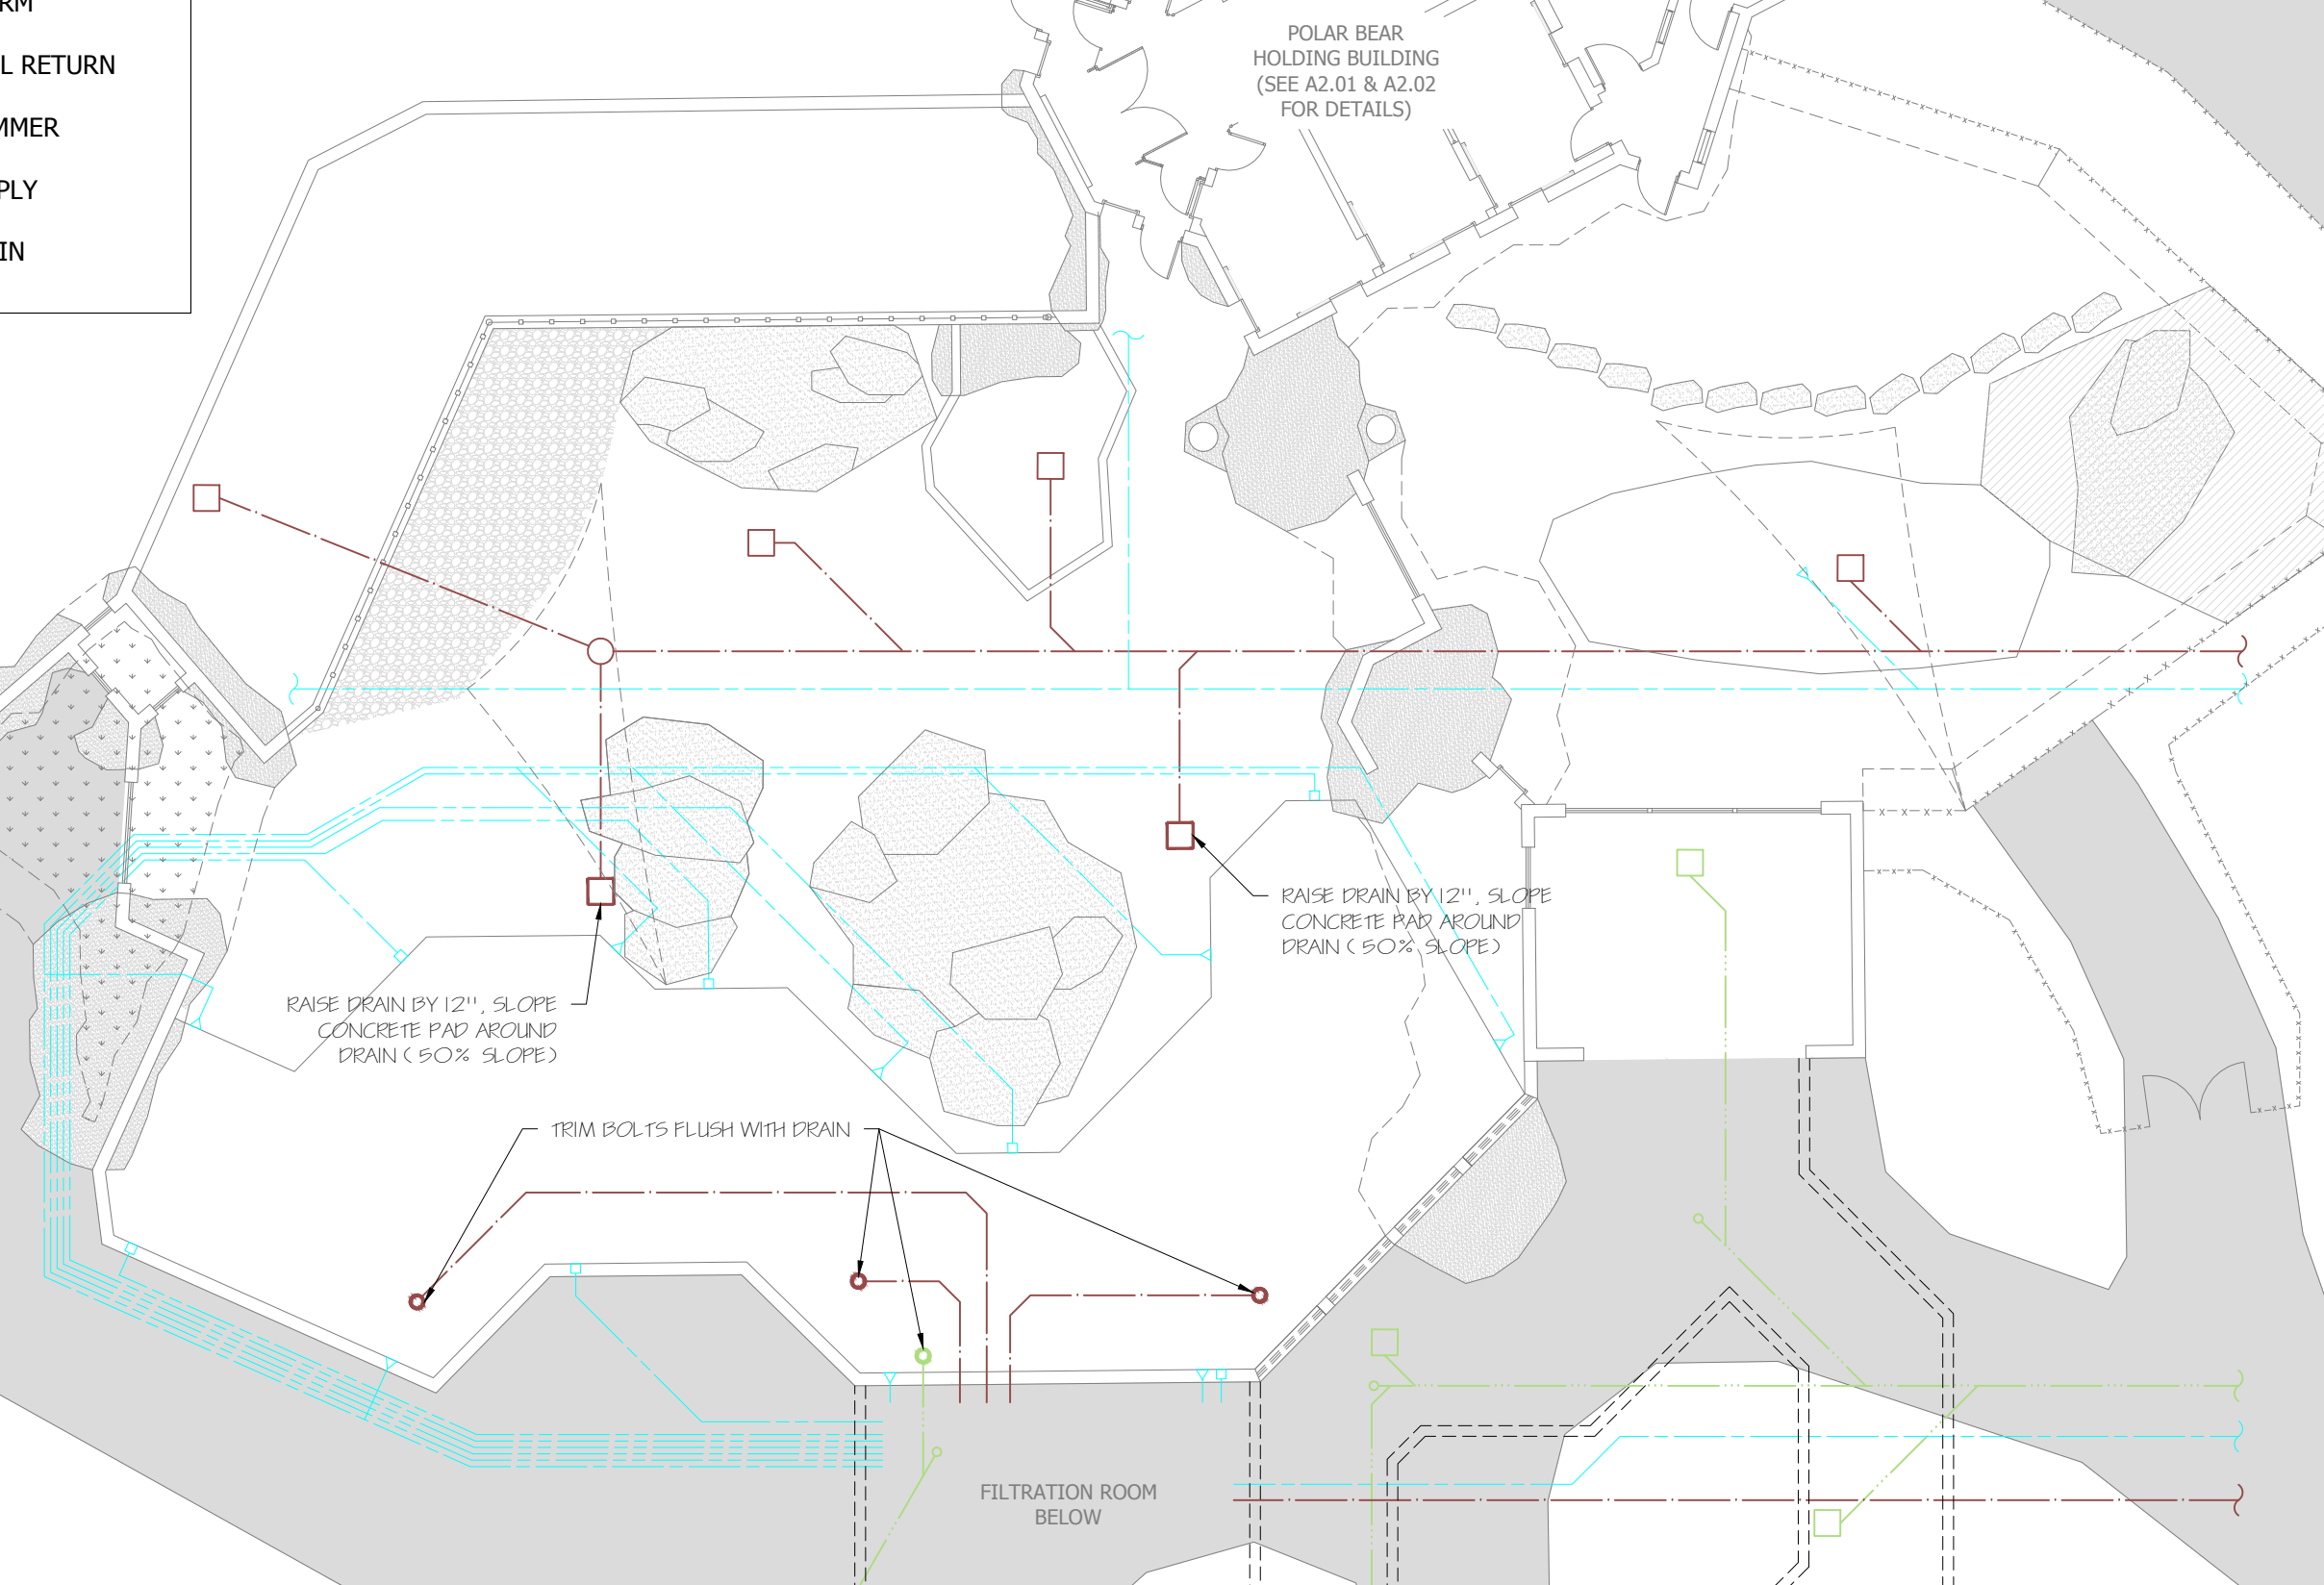 RM
L RETURN
MMER
PLY
IN
POLAR BEAR
HOLDING BUILDING
(SEE A2.01 & A2.02
FOR DETAILS)
RAISE DRAIN BY 12", SLOPE
CONCRETE PAD AROUND
DRAIN (50% SLOPE)
RAISE DRAIN BY 12", SLOPE
CONCRETE PAD AROUND
DRAIN (50% SLOPE)
TRIM BOLTS FLUSH WITH DRAIN
FILTRATION ROOM
BELOW